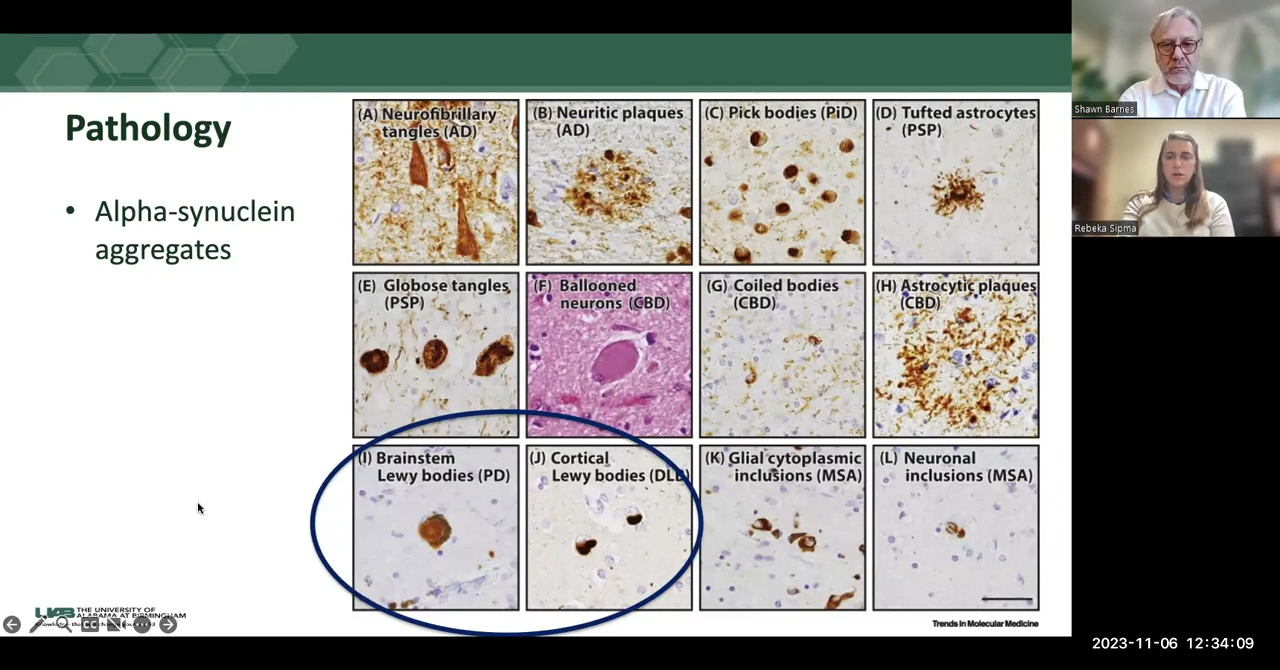 Pathology
• Alpha-synuclein
aggregates
(A) Neurofibrillary
tangles (AD)
(B) Neuritic plaques
(AD)
(C) Pick bodies (PiD)
(D) Tufted astrocytes
(PSP)
(E) Globose tangles
(PSP)
(F) Ballooned
neurons (CBD)
(G) Coiled bodies
(CBD)
(H) Astrocytic plaques
(CBD)
(I) Brainstem
Lewy bodies (PD)
(J) Cortical
Lewy bodies (DLB)
(K) Glial cytoplasmic
inclusions (MSA)
(L) Neuronal
inclusions (MSA)
Trends in Molecular Medicine
UAB THE UNIVERSITY OF
ALABAMA AT BIRMINGHAM
Shawn Barnes
Rebeka Sipma
2023-11-06 12:34:09